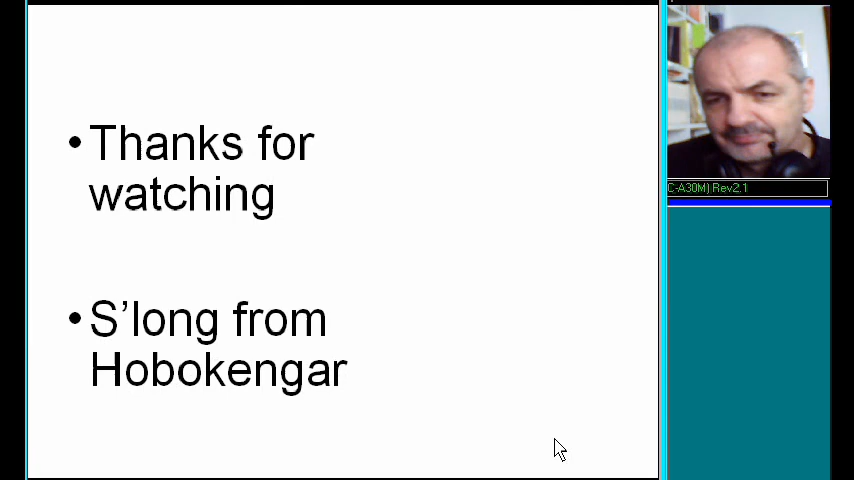 • Thanks for
watching
• S’long from
Hobokengar
C-A30M) Rev2.1